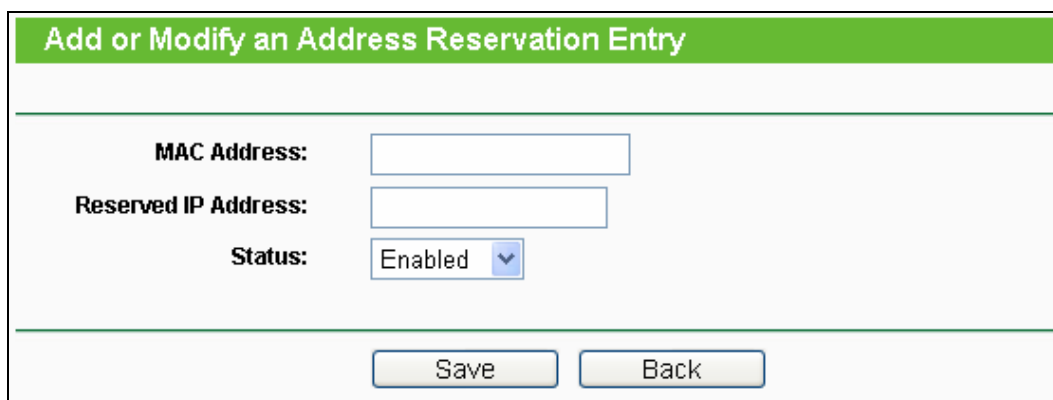 Add or Modify an Address Reservation Entry
MAC Address:
Reserved IP Address:
Status: Enabled
Save Back